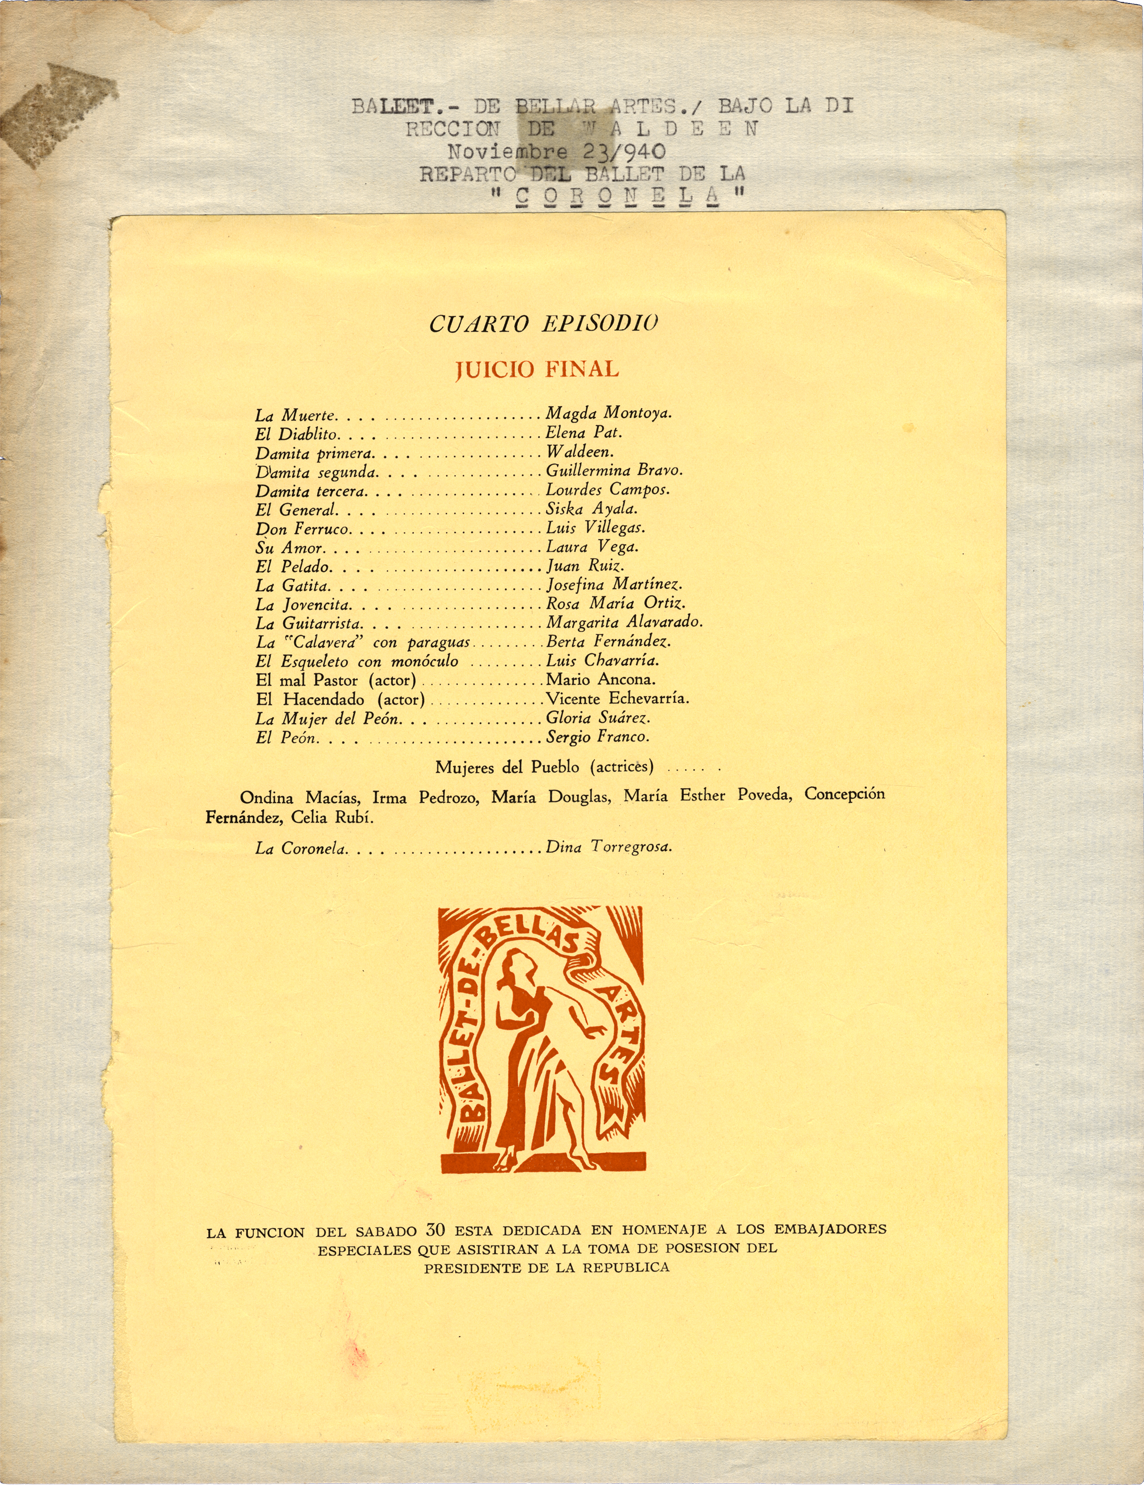 BALLET.- DE BELLAR ARTES./ BAJO LA DI
RECCION DE W A L D E E N
Noviembre 23/940
REPARTO DEL BALLET DE LA
" C O R O N E L A "
CUARTO EPISODIO
JUICIO FINAL
La Muerte. . . . . . . . . . . . . . . . . . . . . . . . Magda Montoya.
El Diablito. . . . . . . . . . . . . . . . . . . . . . . . Elena Pat.
Damita primera. . . . . . . . . . . . . . . . . . . . Waldeen.
Damita segunda. . . . . . . . . . . . . . . . . . . . Guillermina Bravo.
Damita tercera. . . . . . . . . . . . . . . . . . . . . Lourdes Campos.
El General. . . . . . . . . . . . . . . . . . . . . . . . Siska Ayala.
Don Ferruco. . . . . . . . . . . . . . . . . . . . . . . Luis Villegas.
Su Amor. . . . . . . . . . . . . . . . . . . . . . . . . Laura Vega.
El Pelado. . . . . . . . . . . . . . . . . . . . . . . . . Juan Ruiz.
La Gatita. . . . . . . . . . . . . . . . . . . . . . . . . Josefina Martínez.
La Jovencita. . . . . . . . . . . . . . . . . . . . . . . Rosa María Ortiz.
La Guitarrista. . . . . . . . . . . . . . . . . . . . . . Margarita Alavarado.
La "Calavera" con paraguas . . . . . . . . . Berta Fernández.
El Esqueleto con monóculo . . . . . . . . . Luis Chavarría.
El mal Pastor (actor) . . . . . . . . . . . . . . . Mario Ancona.
El Hacendado (actor) . . . . . . . . . . . . . . Vicente Echevarría.
La Mujer del Peón. . . . . . . . . . . . . . . . . . Gloria Suárez.
El Peón. . . . . . . . . . . . . . . . . . . . . . . . . . Sergio Franco.
Mujeres del Pueblo (actrices) . . . . . .
Ondina Macías, Irma Pedrozo, María Douglas, María Esther Poveda, Concepción
Fernández, Celia Rubí.
La Coronela. . . . . . . . . . . . . . . . . . . . . . . Dina Torregrosa.
BALLET-DE-BELLAS ARTES
LA FUNCION DEL SABADO 30 ESTA DEDICADA EN HOMENAJE A LOS EMBAJADORES
ESPECIALES QUE ASISTIRAN A LA TOMA DE POSESION DEL
PRESIDENTE DE LA REPUBLICA